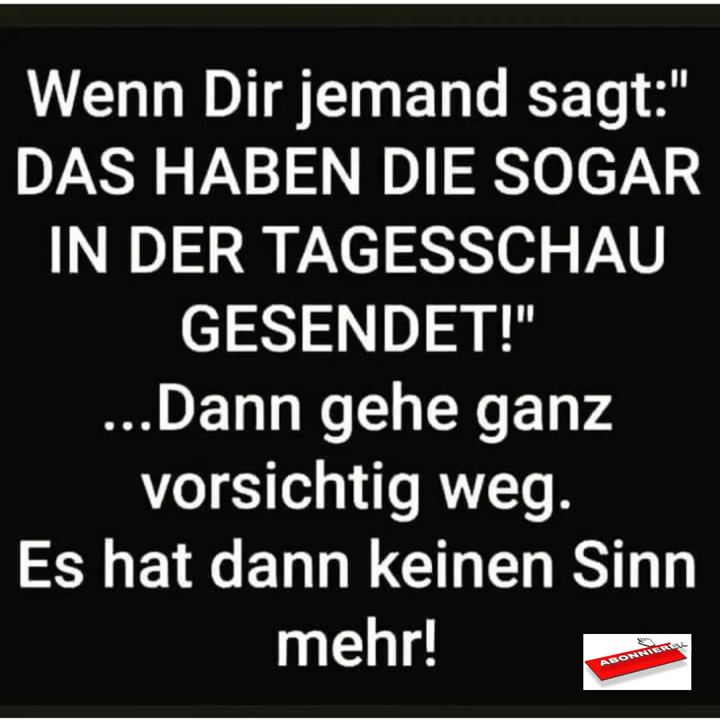 Wenn Dir jemand sagt:"
DAS HABEN DIE SOGAR
IN DER TAGESSCHAU
GESENDET!"
...Dann gehe ganz
vorsichtig weg.
Es hat dann keinen Sinn
mehr!
ABONNIEREN